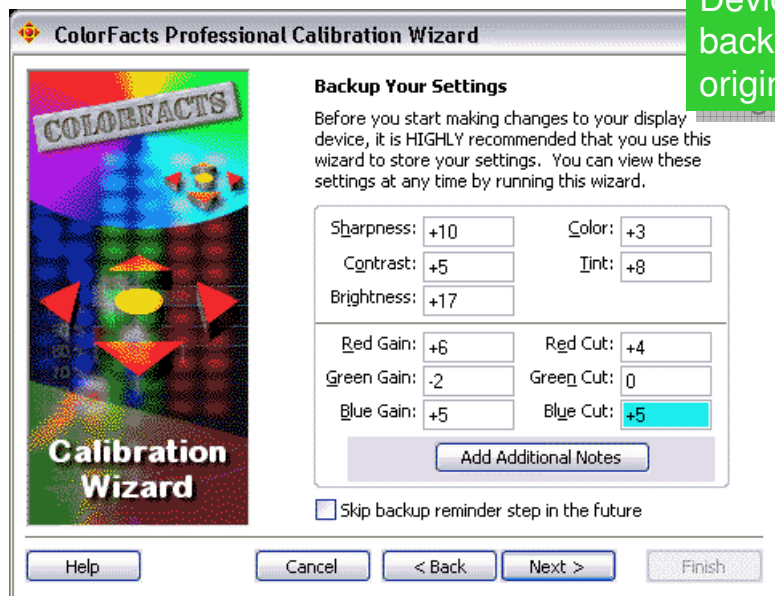 ColorFacts Professional Calibration Wizard
COLORFACTS
Calibration
Wizard
Backup Your Settings
Before you start making changes to your display
device, it is HIGHLY recommended that you use this
wizard to store your settings. You can view these
settings at any time by running this wizard.
Sharpness: +10 Color: +3
Contrast: +5 Tint: +8
Brightness: +17
Red Gain: +6 Red Cut: +4
Green Gain: -2 Green Cut: 0
Blue Gain: +5 Blue Cut: +5
Add Additional Notes
Skip backup reminder step in the future
Help Cancel < Back Next > Finish
back